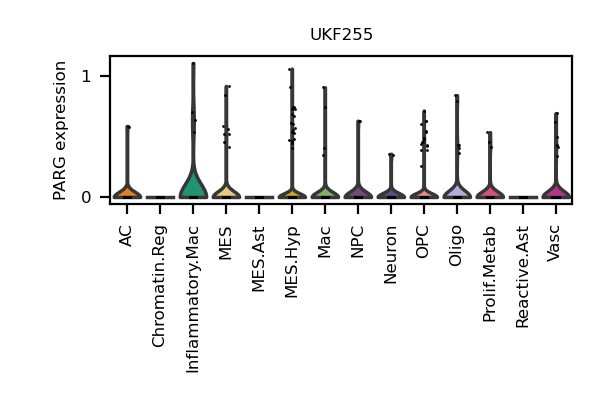 UKF255
PARG expression
1
0
AC
Chromatin.Reg
Inflammatory.Mac
MES
MES.Ast
MES.Hyp
Mac
NPC
Neuron
OPC
Oligo
Prolif.Metab
Reactive.Ast
Vasc